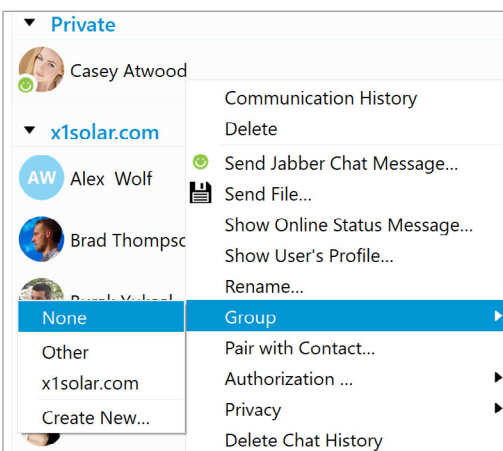 Private
Casey Atwood
x1solar.com
AW
Alex Wolf
Brad Thompsc
Communication History
Delete
Send Jabber Chat Message...
Send File...
Show Online Status Message...
Show User's Profile...
Rename...
Group
Pair with Contact...
Authorization ...
Privacy
Delete Chat History
None
Other
x1solar.com
Create New...